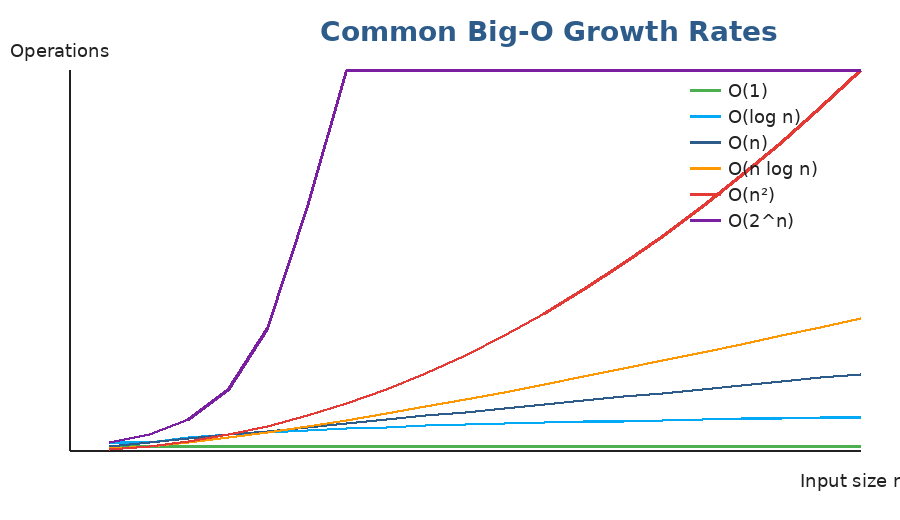 Common Big-O Growth Rates
Operations
O(1)
O(log n)
O(n)
O(n log n)
O(n²)
O(2^n)
Input size